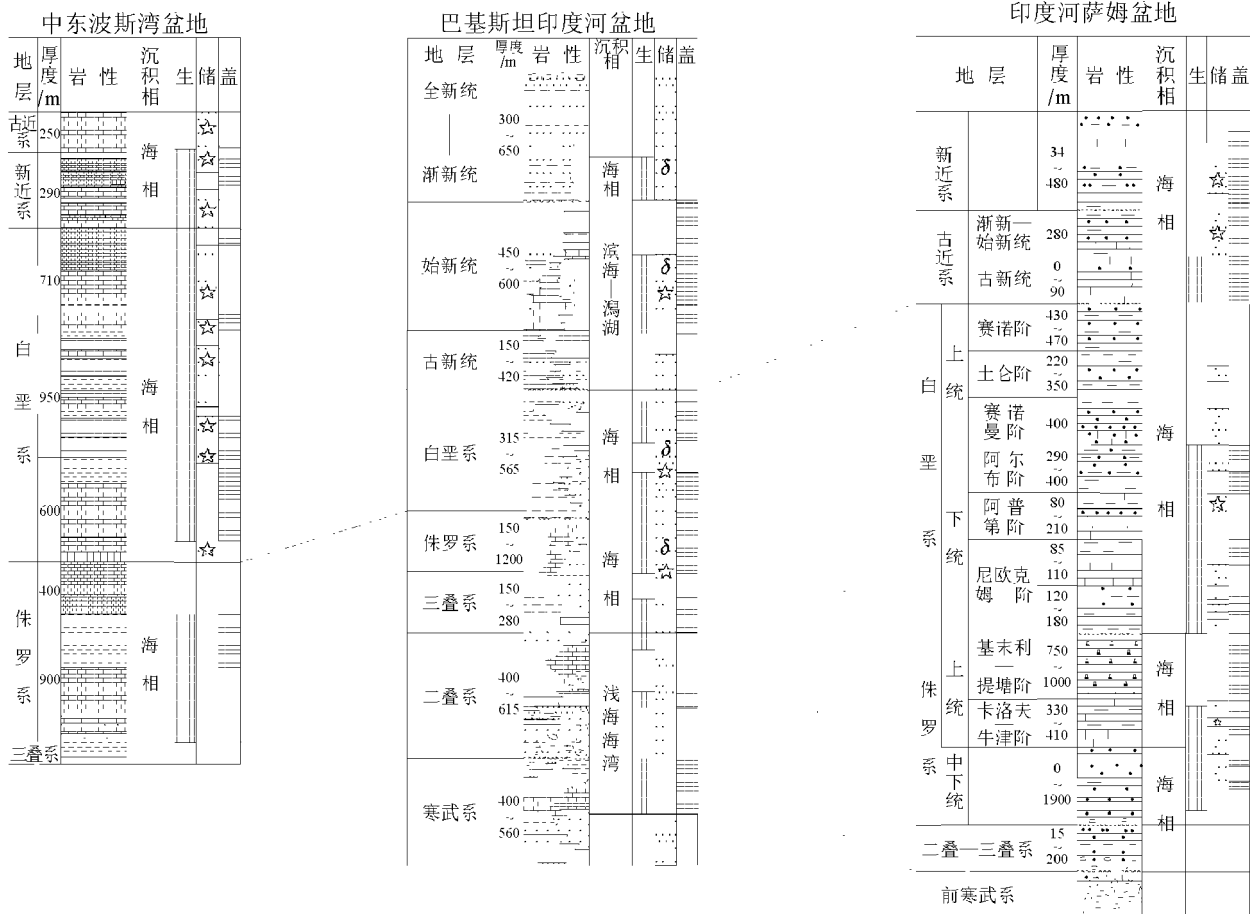 中东波斯湾盆地
地层
厚度/m
岩 性
沉积相
生
储
盖
古近系
250
海
新近系
290
相
710
白
950
海
垩
相
系
600
400
侏
海
罗
相
系
900
三叠系
巴基斯坦印度河盆地
地 层
厚度/m
岩 性
沉积相
生
储
盖
全新统
300
~
650
渐新统
海相
δ
始新统
450
~
600
滨海—潟湖
δ
古新统
150
~
420
白垩系
315
~
565
海
相
δ
侏罗系
150
~
1200
海
δ
三叠系
150
~
280
相
二叠系
400
~
615
浅海海湾
寒武系
400
~
560
印度河萨姆盆地
地 层
厚度/m
岩 性
沉积相
生
储
盖
新近系
34
~
480
海
相
古近系
渐新—始新统
280
古新统
0
~
90
白
垩
系
上统
赛诺阶
430
~
470
土仑阶
220
~
350
赛诺曼阶
400
海
阿尔布阶
290
~
400
下统
阿普第阶
80
~
210
相
尼欧克姆 阶
85
~
110
120
~
180
侏
罗
系
上统
基末利—提塘阶
750
~
1000
海
卡洛夫—牛津阶
330
~
410
相
中下统
0
~
1900
海
相
二叠—三叠系
15
~
200
前寒武系